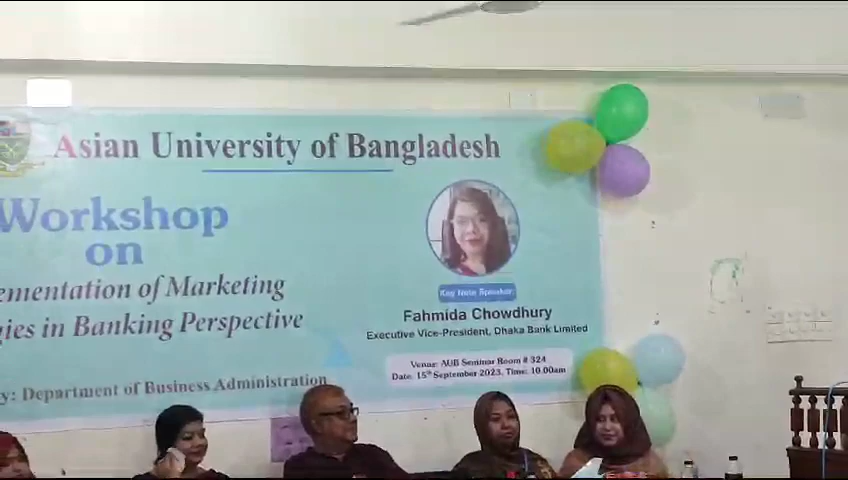 Asian University of Bangladesh
Workshop
on
ementation of Marketing
gies in Banking Perspective
y: Department of Business Administration
Key Note Speaker
Fahmida Chowdhury
Executive Vice-President, Dhaka Bank Limited
Venue: AUB Seminar Room # 324
Date: 15th September 2023, Time: 10.00am